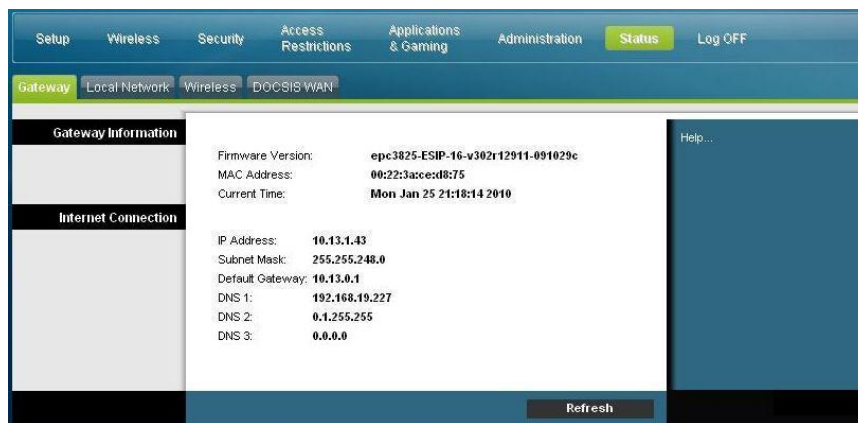 Setup Wireless Security Access Restrictions Applications & Gaming Administration Status Log OFF
Gateway Local Network Wireless DOCSIS WAN
Gateway Information
Help...
Firmware Version: epc3825-ESIP-16-v302r12911-091029c
MAC Address: 00:22:3a:ce:d8:75
Current Time: Mon Jan 25 21:18:14 2010
Internet Connection
IP Address: 10.13.1.43
Subnet Mask: 255.255.248.0
Default Gateway: 10.13.0.1
DNS 1: 192.168.19.227
DNS 2: 0.1.255.255
DNS 3: 0.0.0.0
Refresh